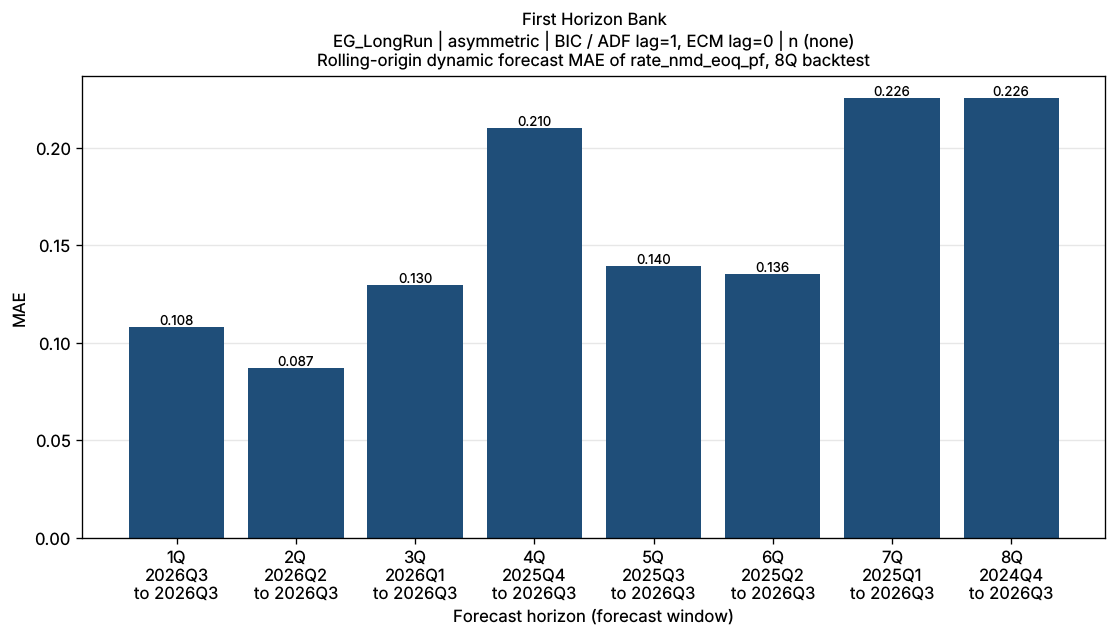 First Horizon Bank
EG_LongRun | asymmetric | BIC / ADF lag=1, ECM lag=0 | n (none)
Rolling-origin dynamic forecast MAE of rate_nmd_eoq_pf, 8Q backtest
MAE
0.20
0.15
0.10
0.05
0.00
0.108
0.087
0.130
0.210
0.140
0.136
0.226
0.226
1Q
2026Q3
to 2026Q3
2Q
2026Q2
to 2026Q3
3Q
2026Q1
to 2026Q3
4Q
2025Q4
to 2026Q3
5Q
2025Q3
to 2026Q3
6Q
2025Q2
to 2026Q3
7Q
2025Q1
to 2026Q3
8Q
2024Q4
to 2026Q3
Forecast horizon (forecast window)